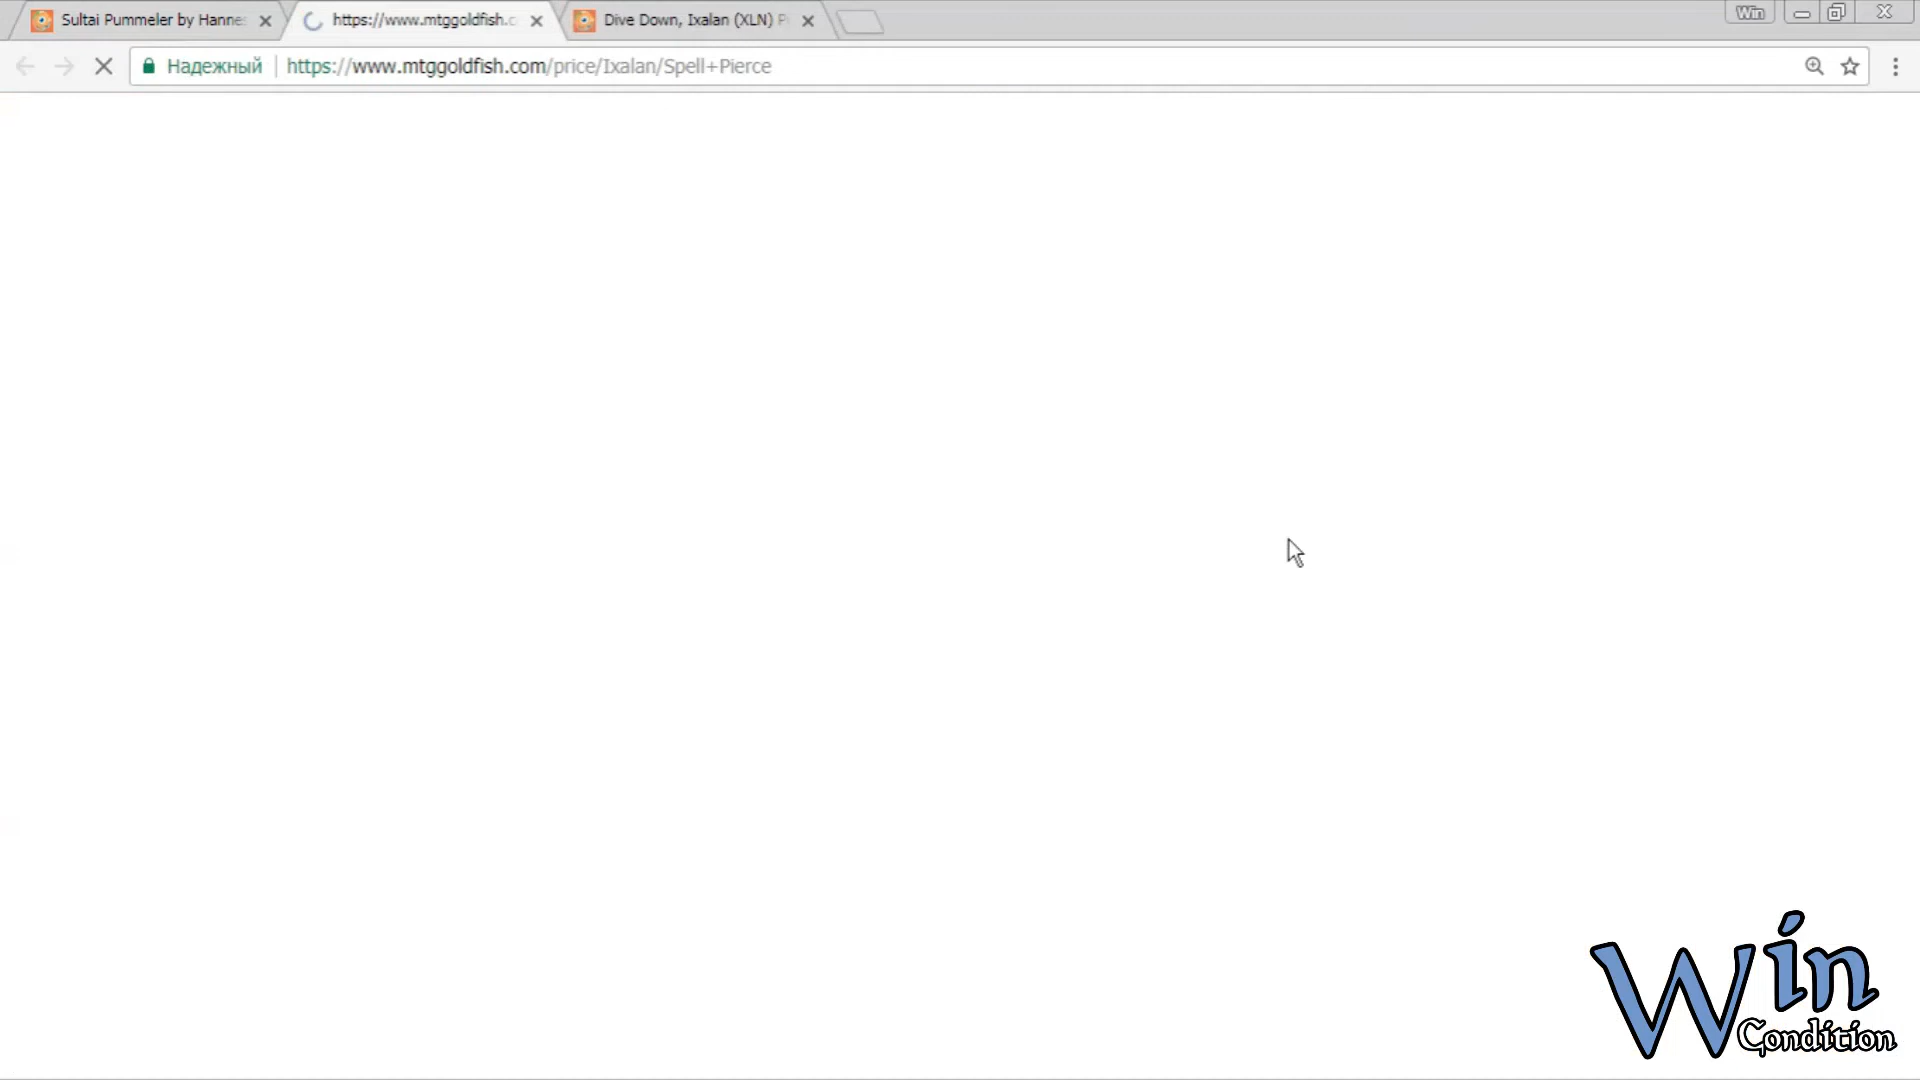 Sultai Pummeler by Hannes
https://www.mtggoldfish.c
Dive Down, Ixalan (XLN) P
Win
Надежный
https://www.mtggoldfish.com/price/Ixalan/Spell+Pierce
Win
Condition